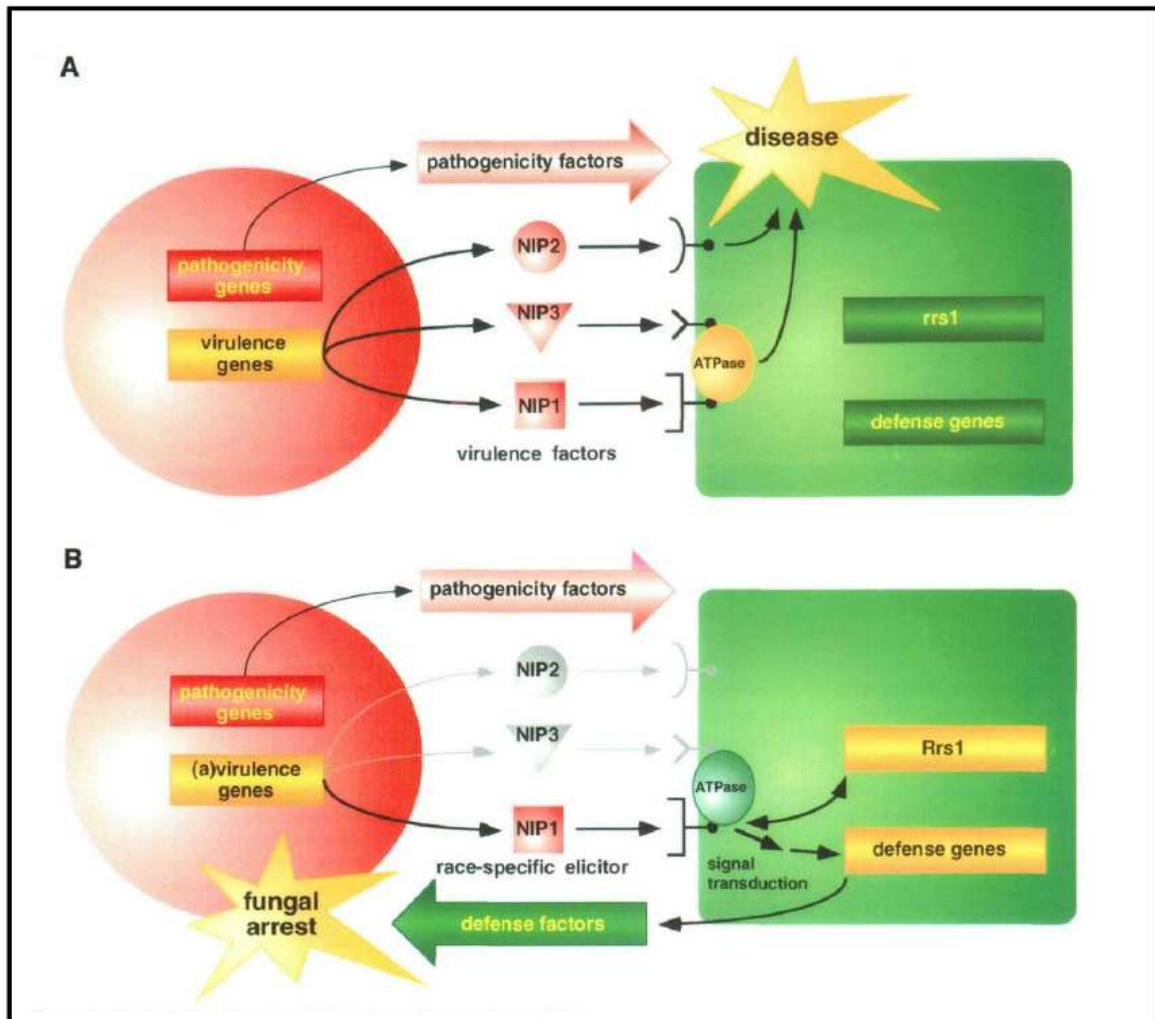 A
disease
pathogenicity factors
NIP2
pathogenicity
genes
NIP3
rrs1
virulence
genes
ATPase
NIP1
defense genes
virulence factors
B
pathogenicity factors
NIP2
pathogenicity
genes
NIP3
Rrs1
(a)virulence
genes
ATPase
NIP1
defense genes
race-specific elicitor
signal
transduction
fungal
arrest
defense factors